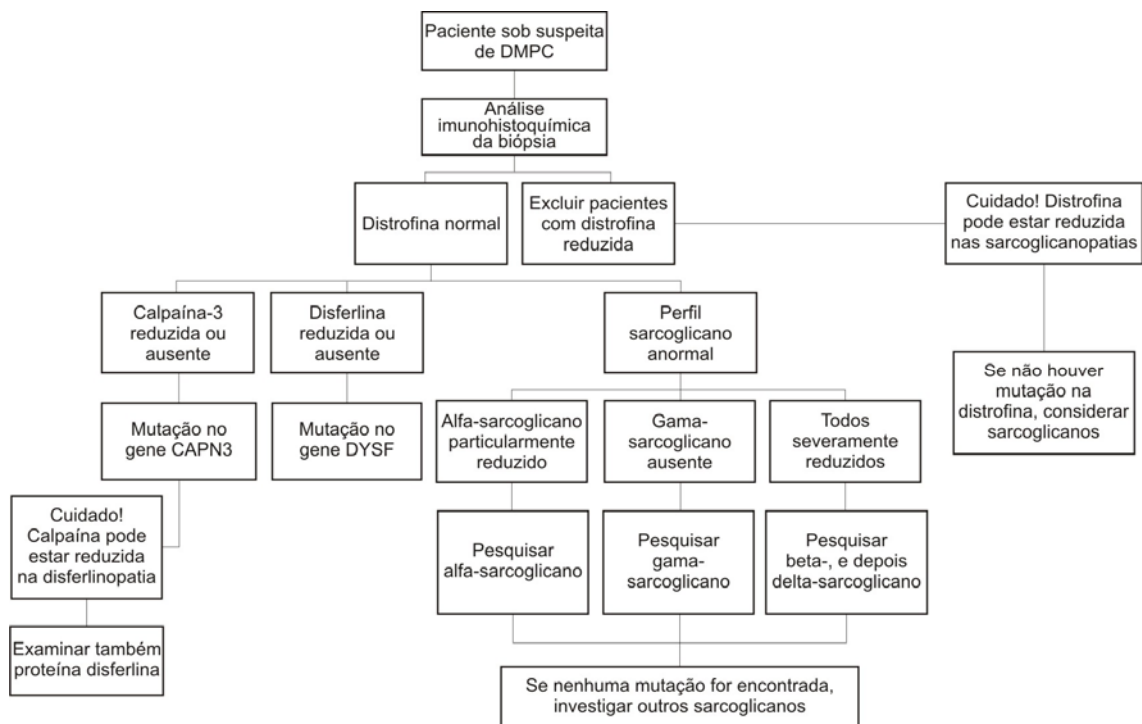 Paciente sob suspeita
de DMPC
Análise
imunohistoquímica
da biópsia
Distrofina normal
Excluir pacientes
com distrofina
reduzida
Cuidado! Distrofina
pode estar reduzida
nas sarcoglicanopatias
Calpaína-3
reduzida ou
ausente
Disferlina
reduzida ou
ausente
Perfil
sarcoglicano
anormal
Se não houver
mutação na
distrofina, considerar
sarcoglicanos
Mutação no
gene CAPN3
Mutação no
gene DYSF
Alfa-sarcoglicano
particularmente
reduzido
Gama-
sarcoglicano
ausente
Todos
severamente
reduzidos
Cuidado!
Calpaína pode
estar reduzida
na disferlinopatia
Pesquisar
alfa-sarcoglicano
Pesquisar
gama-
sarcoglicano
Pesquisar
beta-, e depois
delta-sarcoglicano
Examinar também
proteína disferlina
Se nenhuma mutação for encontrada,
investigar outros sarcoglicanos